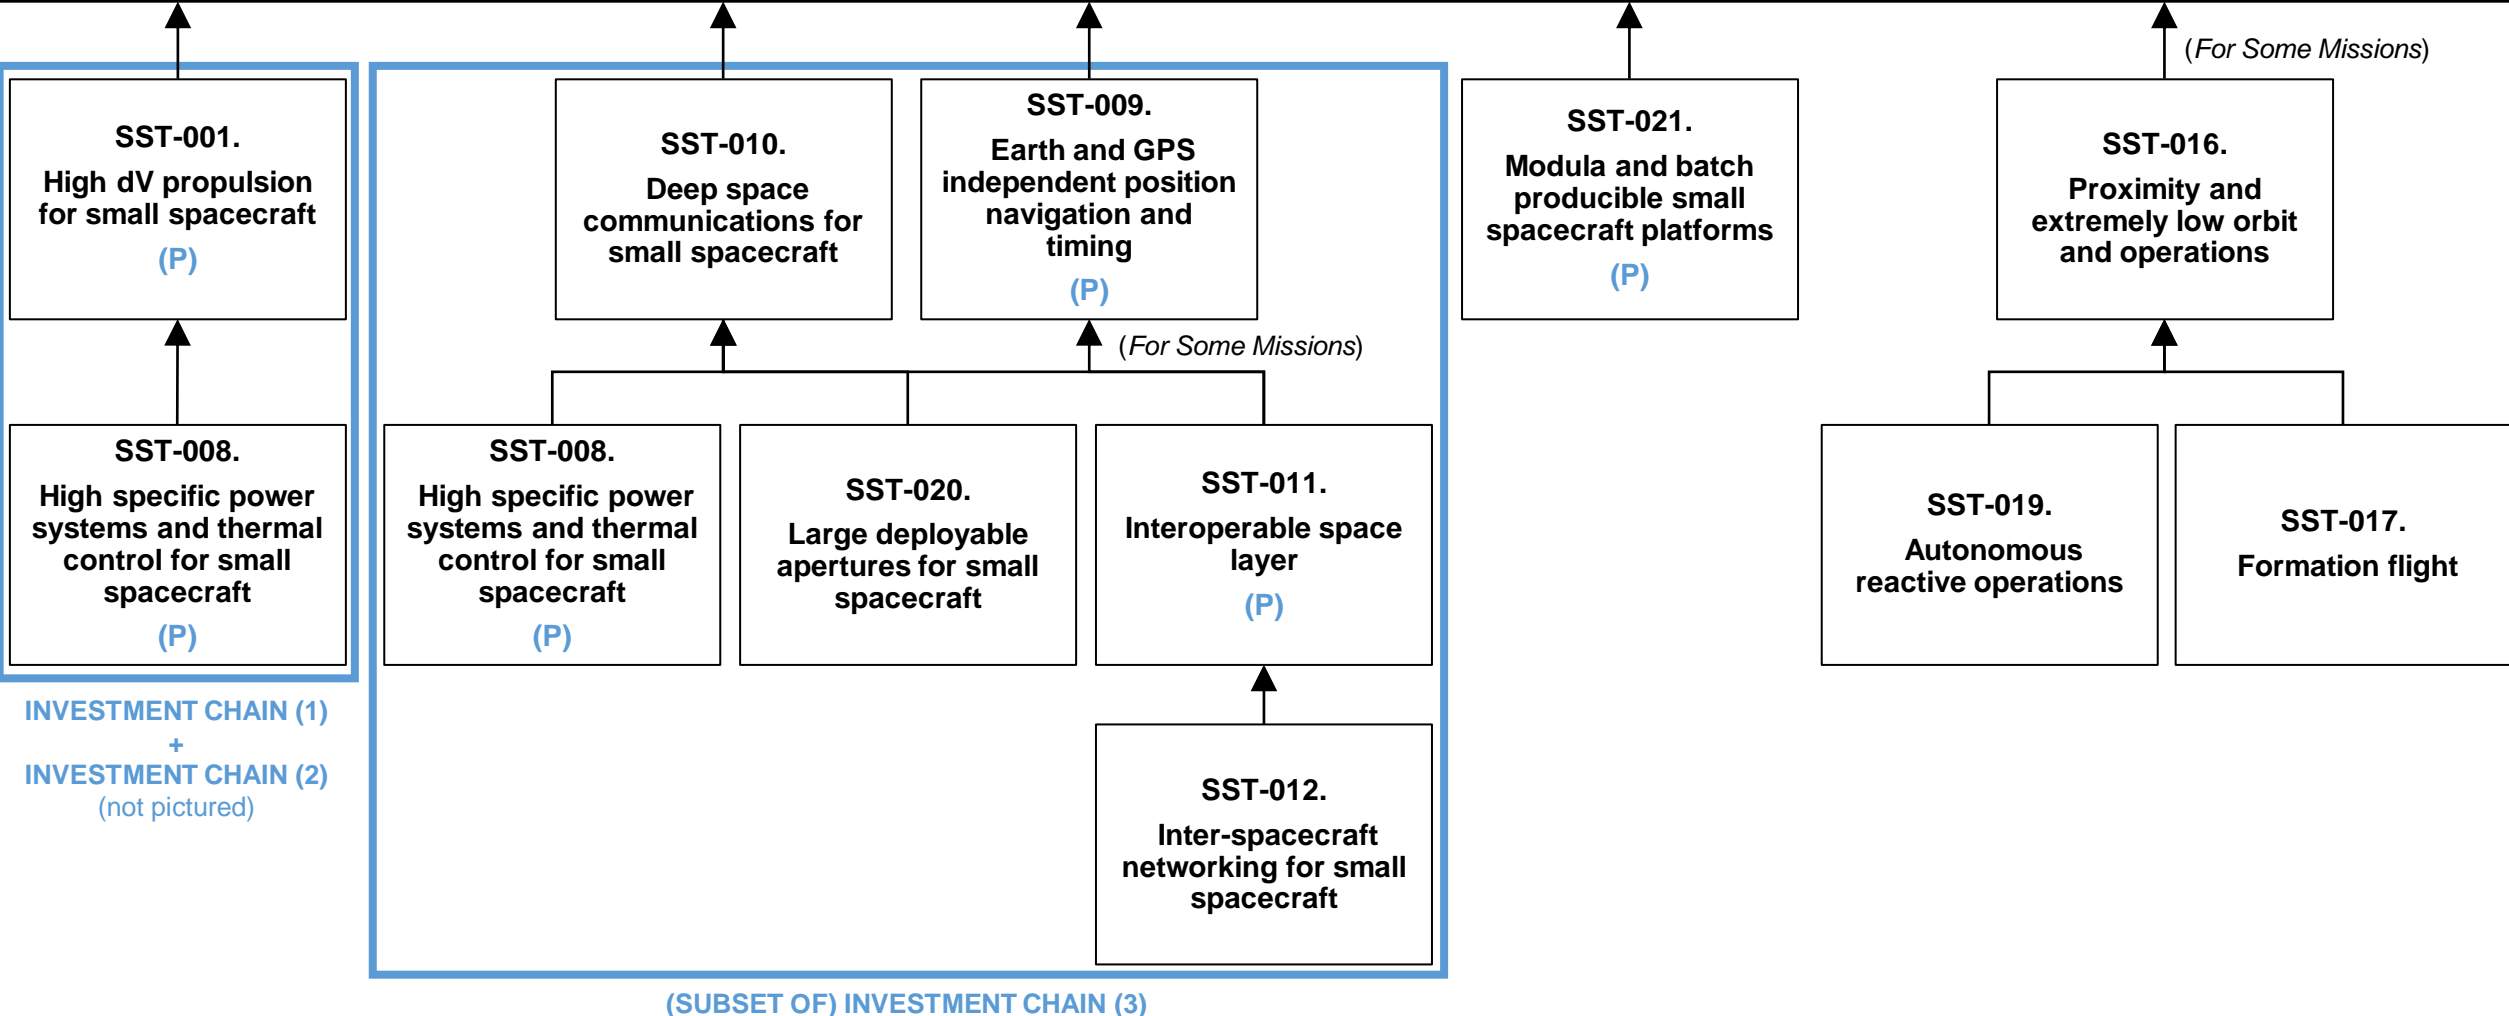 (For Some Missions)
SST-001.
High dV propulsion
for small spacecraft
(P)
SST-010.
Deep space
communications for
small spacecraft
SST-009.
Earth and GPS
independent position
navigation and
timing
(P)
SST-021.
Modula and batch
producible small
spacecraft platforms
(P)
SST-016.
Proximity and
extremely low orbit
and operations
(For Some Missions)
SST-008.
High specific power
systems and thermal
control for small
spacecraft
(P)
SST-008.
High specific power
systems and thermal
control for small
spacecraft
(P)
SST-020.
Large deployable
apertures for small
spacecraft
SST-011.
Interoperable space
layer
(P)
SST-019.
Autonomous
reactive operations
SST-017.
Formation flight
INVESTMENT CHAIN (1)
+
INVESTMENT CHAIN (2)
(not pictured)
SST-012.
Inter-spacecraft
networking for small
spacecraft
(SUBSET OF) INVESTMENT CHAIN (3)